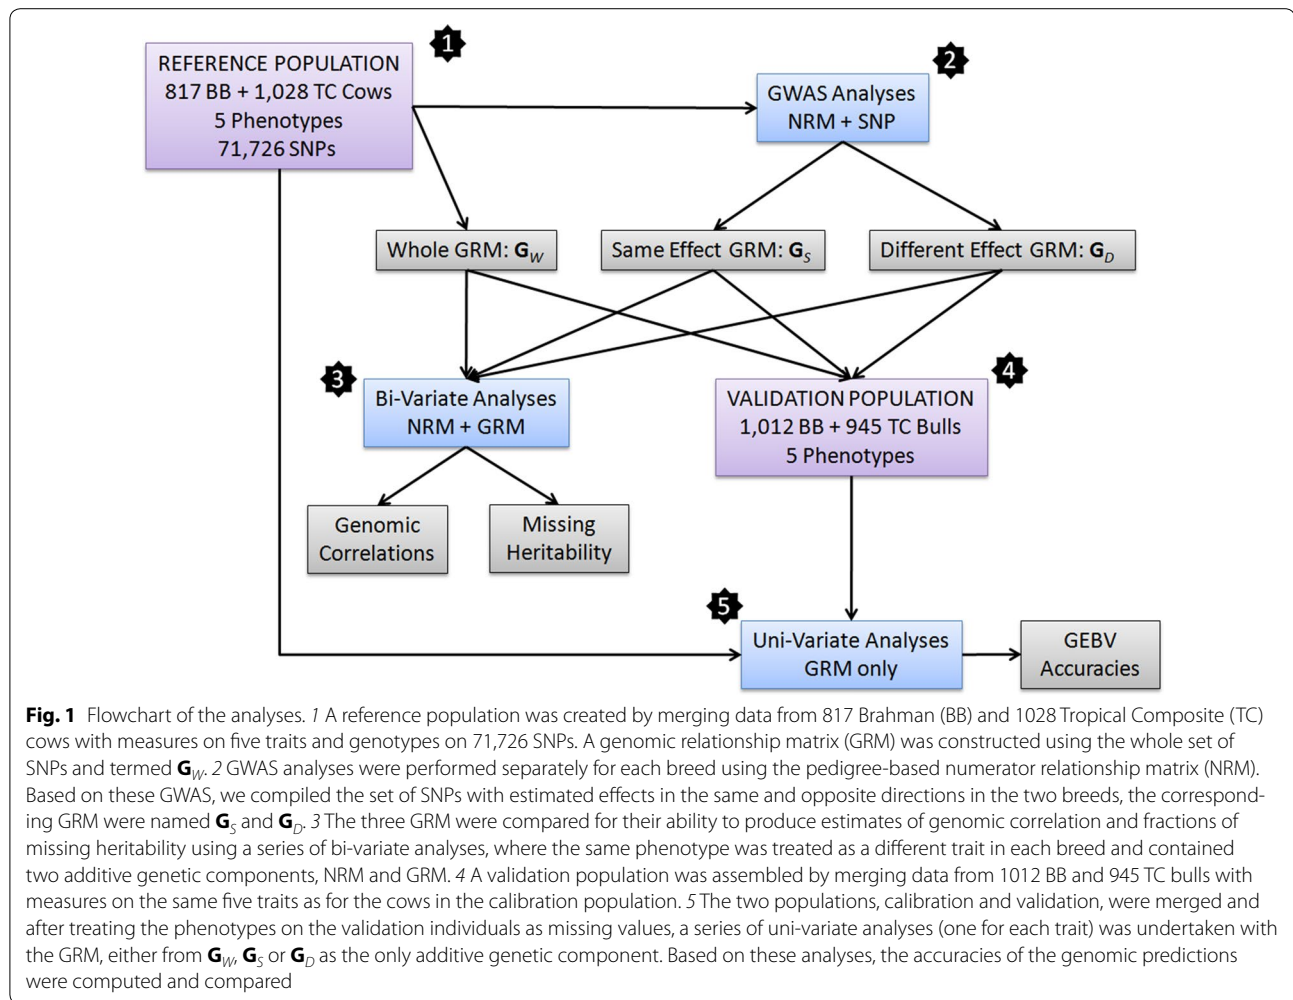 1
REFERENCE POPULATION
817 BB + 1,028 TC Cows
5 Phenotypes
71,726 SNPs
2
GWAS Analyses
NRM + SNP
Whole GRM: G_W
Same Effect GRM: G_S
Different Effect GRM: G_D
3
Bi-Variate Analyses
NRM + GRM
4
VALIDATION POPULATION
1,012 BB + 945 TC Bulls
5 Phenotypes
Genomic
Correlations
Missing
Heritability
5
Uni-Variate Analyses
GRM only
GEBV
Accuracies
Fig. 1 Flowchart of the analyses. 1 A reference population was created by merging data from 817 Brahman (BB) and 1028 Tropical Composite (TC)
cows with measures on five traits and genotypes on 71,726 SNPs. A genomic relationship matrix (GRM) was constructed using the whole set of
SNPs and termed G_W. 2 GWAS analyses were performed separately for each breed using the pedigree-based numerator relationship matrix (NRM).
Based on these GWAS, we compiled the set of SNPs with estimated effects in the same and opposite directions in the two breeds, the correspond-
ing GRM were named G_S and G_D. 3 The three GRM were compared for their ability to produce estimates of genomic correlation and fractions of
missing heritability using a series of bi-variate analyses, where the same phenotype was treated as a different trait in each breed and contained
two additive genetic components, NRM and GRM. 4 A validation population was assembled by merging data from 1012 BB and 945 TC bulls with
measures on the same five traits as for the cows in the calibration population. 5 The two populations, calibration and validation, were merged and
after treating the phenotypes on the validation individuals as missing values, a series of uni-variate analyses (one for each trait) was undertaken with
the GRM, either from G_W, G_S or G_D as the only additive genetic component. Based on these analyses, the accuracies of the genomic predictions
were computed and compared